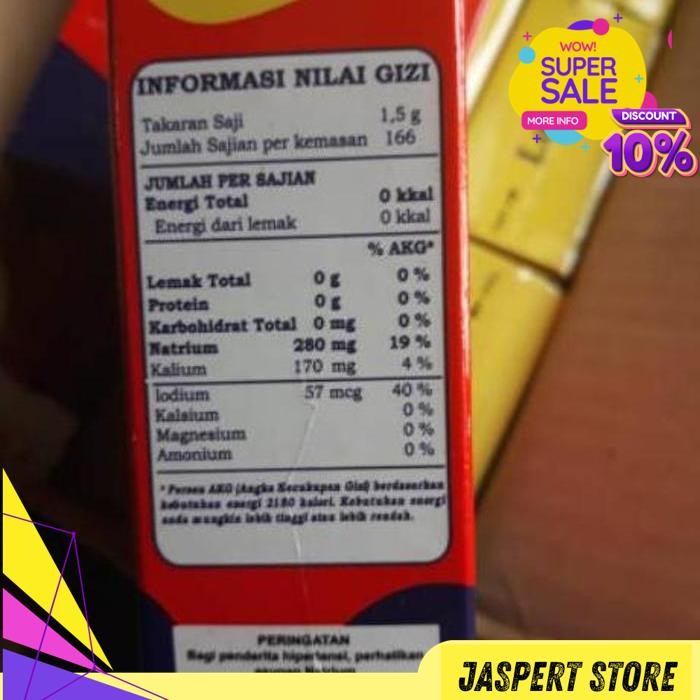 WOW!
SUPER
SALE
MORE INFO
DISCOUNT
10%
INFORMASI NILAI GIZI
Takaran Saji 1,5 g
Jumlah Sajian per kemasan 166
JUMLAH PER SAJIAN
Energi Total 0 kkal
Energi dari lemak 0 kkal
% AKG*
Lemak Total 0 g 0 %
Protein 0 g 0 %
Karbohidrat Total 0 mg 0 %
Natrium 280 mg 19 %
Kalium 170 mg 4 %
Iodium 57 mcg 40 %
Kalsium 0 %
Magnesium 0 %
Amonium 0 %
* Persen AKG (Angka Kecukupan Gizi) berdasarkan
kebutuhan energi 2150 kalori. Kebutuhan energi
anda mungkin lebih tinggi atau lebih rendah.
PERINGATAN
Bagi penderita hipertensi, perhatikan
asupan Natrium
JASPERT STORE